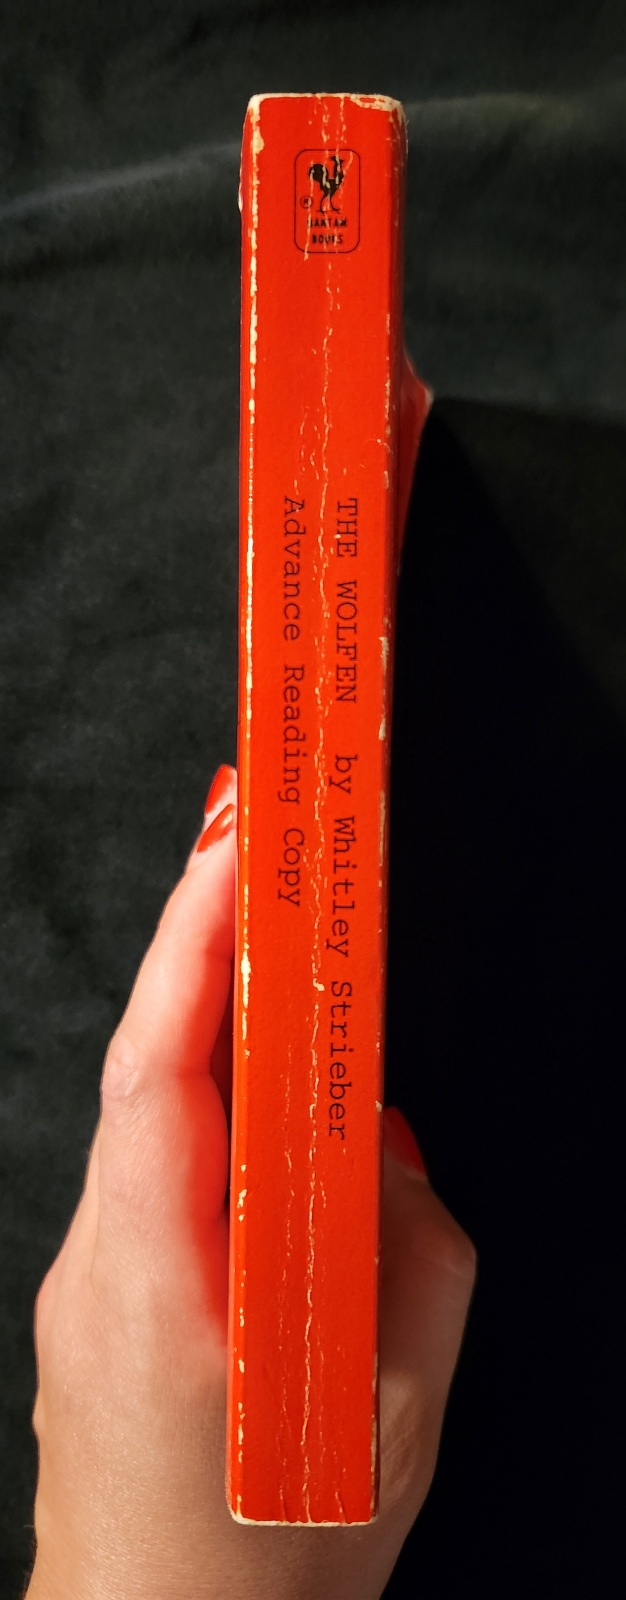 ®
BANTAM
BOOKS
THE WOLFEN by Whitley Strieber
Advance Reading Copy